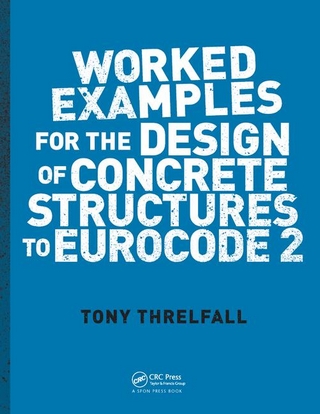 WORKED
EXAMPLES
FOR THE DESIGN
OF CONCRETE
STRUCTURES
TO EUROCODE 2
TONY THRELFALL
CRC
CRC Press
Taylor & Francis Group
A SPON PRESS BOOK